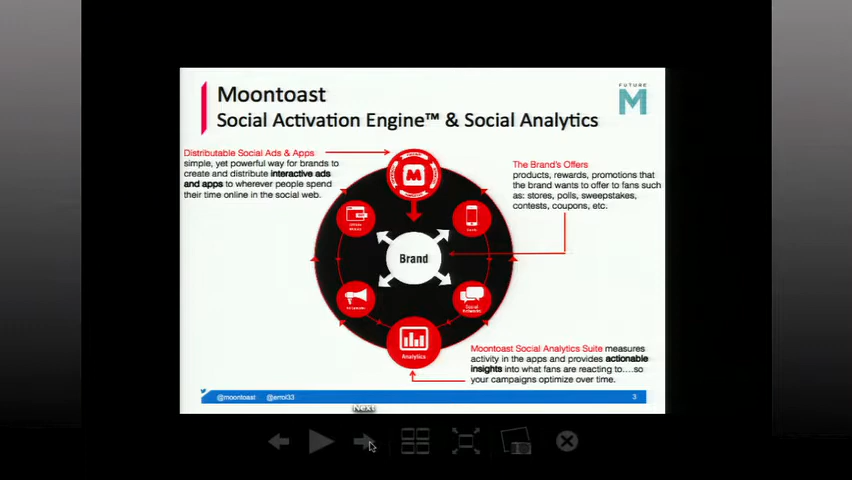 Moontoast
Social Activation Engine™ & Social Analytics
FUTURE
M
Distributable Social Ads & Apps
simple, yet powerful way for brands to
create and distribute interactive ads
and apps to wherever people spend
their time online in the social web.
The Brand's Offers
products, rewards, promotions that
the brand wants to offer to fans such
as: stores, polls, sweepstakes,
contests, coupons, etc.
M
Brand
Social
Networks
Analytics
Moontoast Social Analytics Suite measures
activity in the apps and provides actionable
insights into what fans are reacting to....so
your campaigns optimize over time.
@moontoast @errol33
3
Next